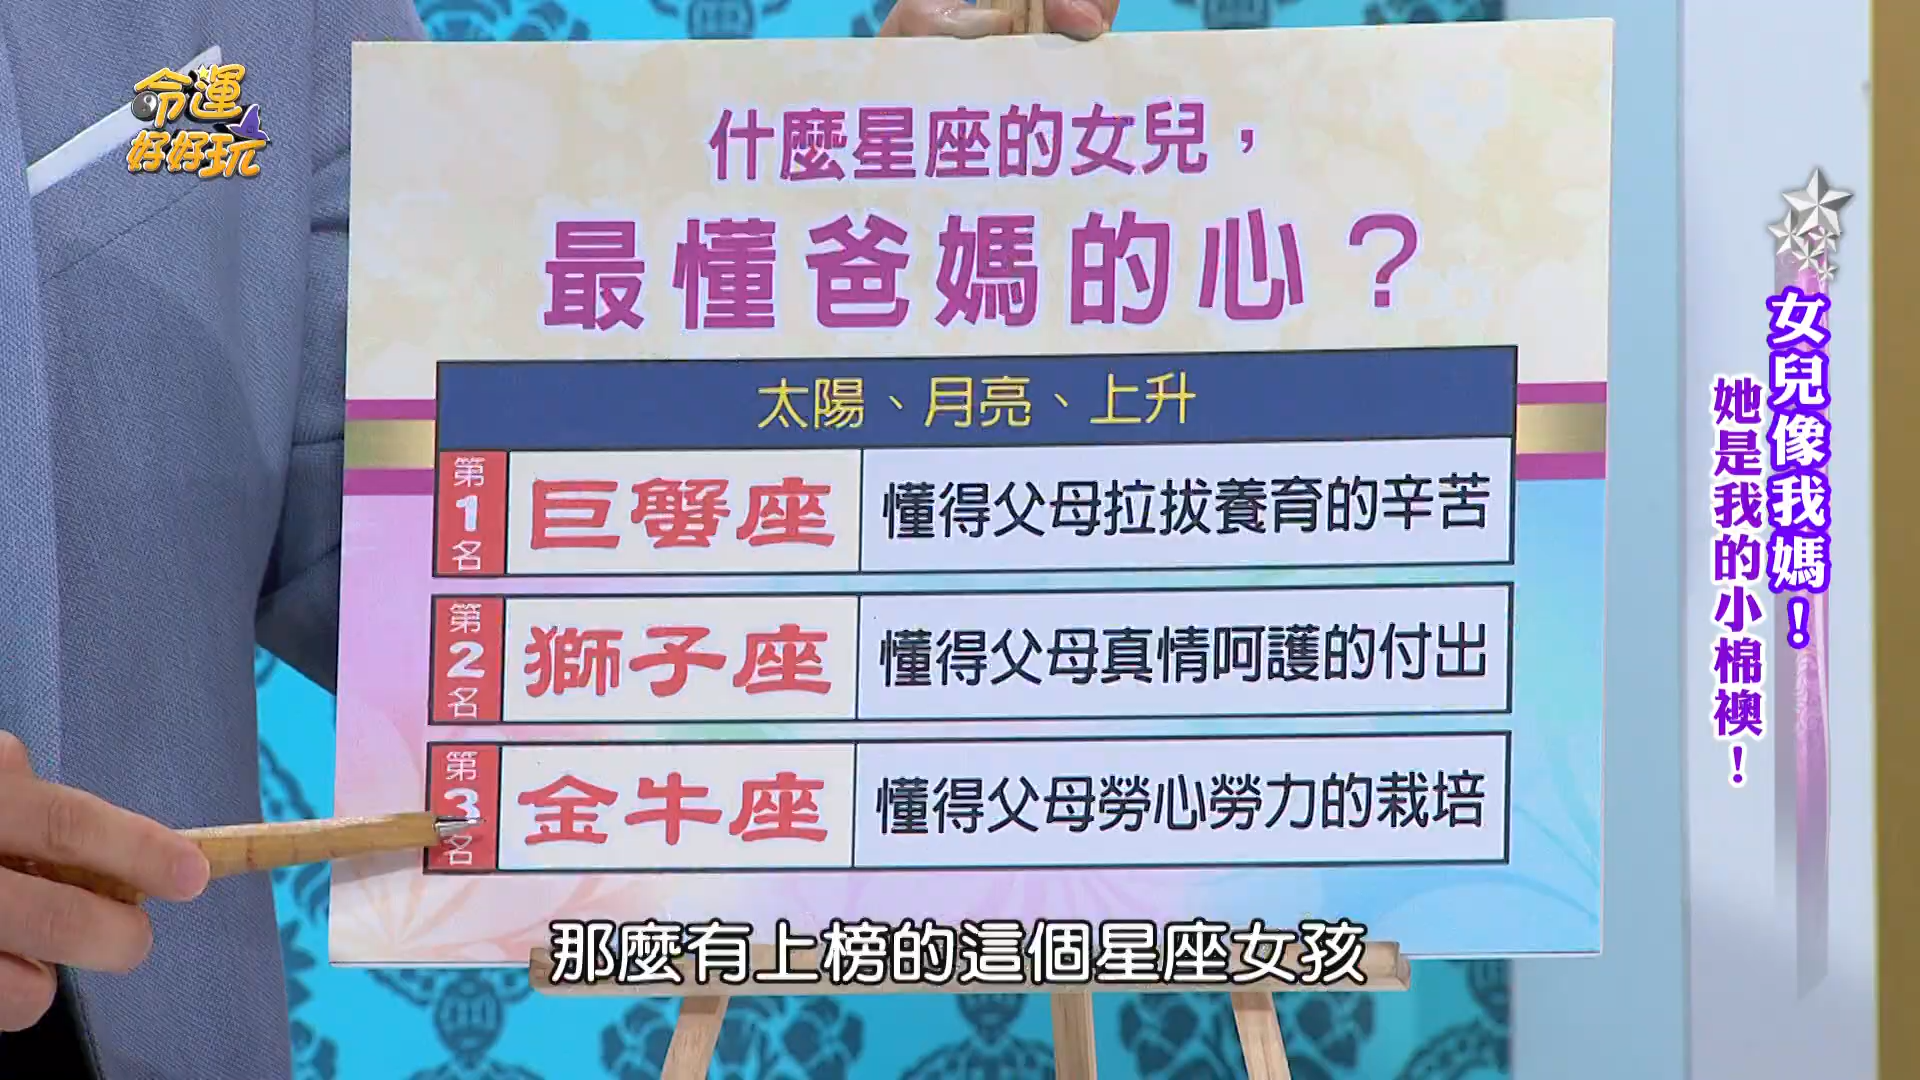 命運
好好玩
什麼星座的女兒，
最懂爸媽的心？
太陽、月亮、上升
第1名
巨蟹座
懂得父母拉拔養育的辛苦
第2名
獅子座
懂得父母真情呵護的付出
第3名
金牛座
懂得父母勞心勞力的栽培
女兒像我媽！
她是我的小棉襖！
那麼有上榜的這個星座女孩